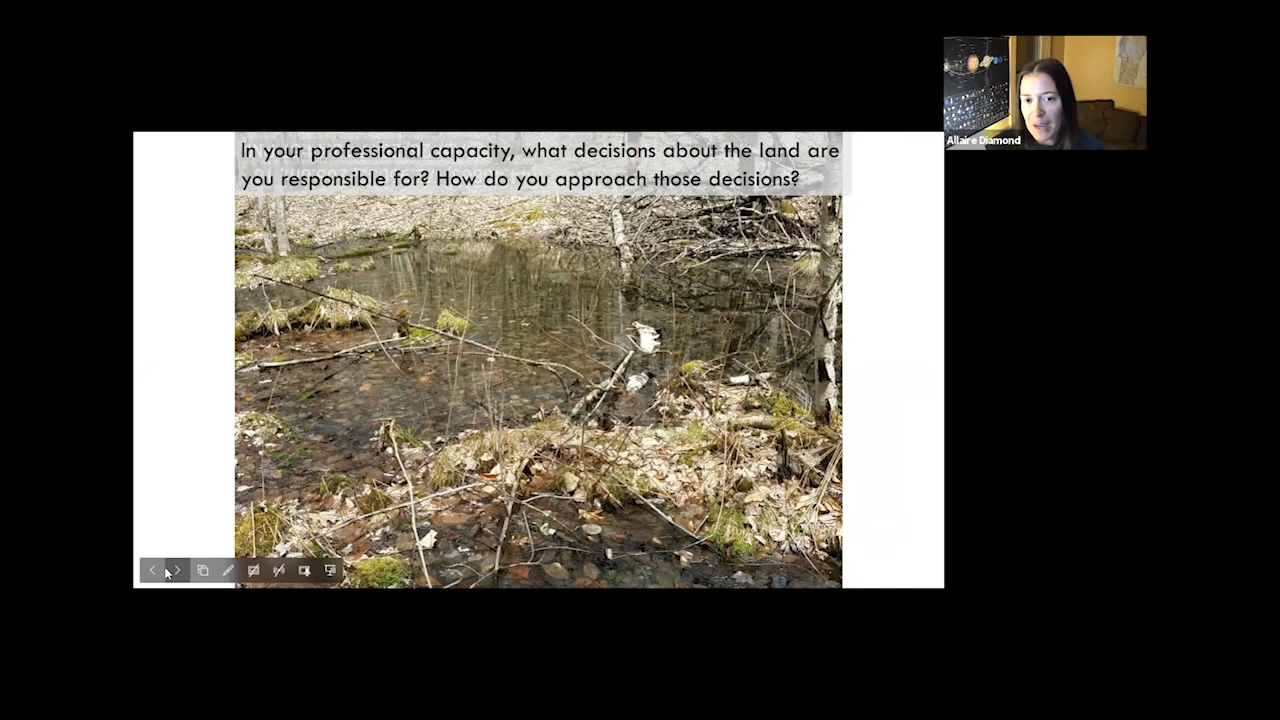 In your professional capacity, what decisions about the land are
you responsible for? How do you approach those decisions?
Allaire Diamond